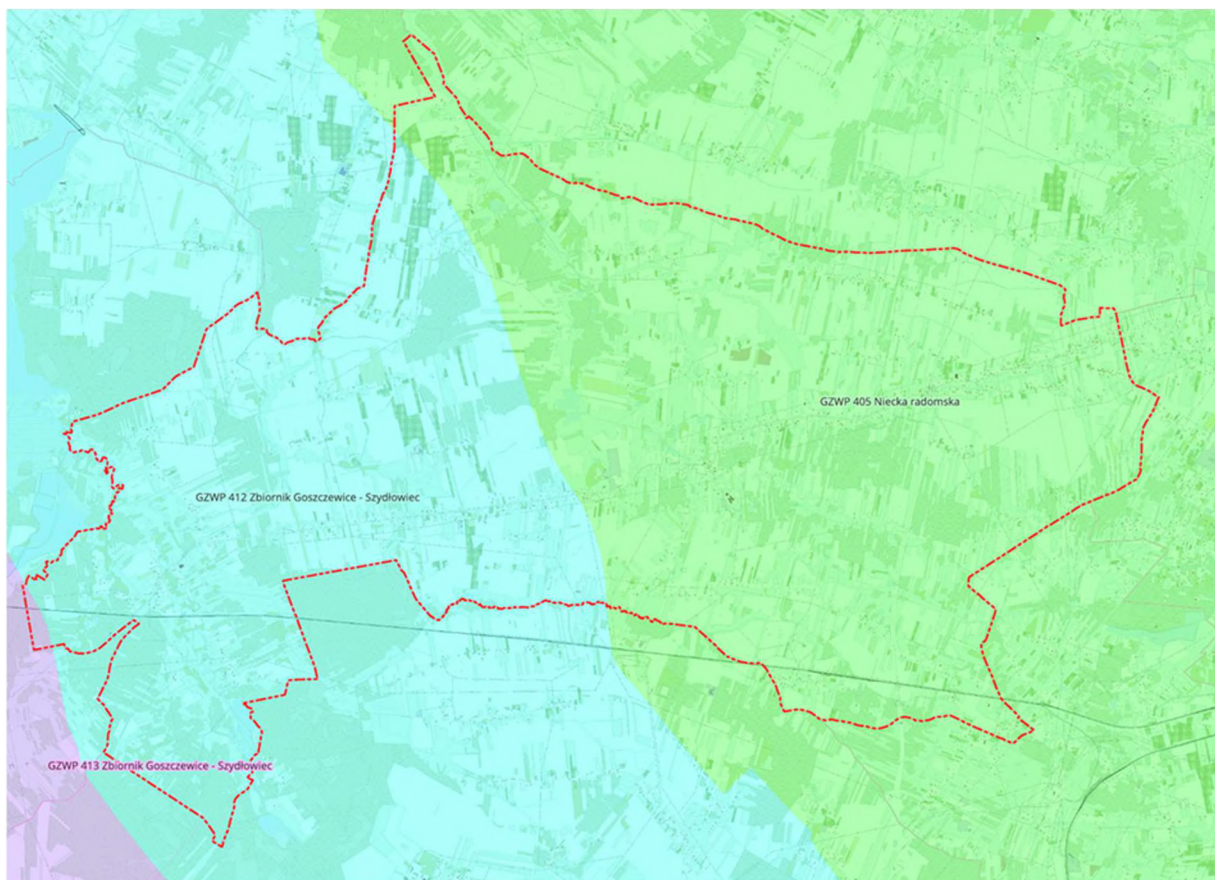 GZWP 405 Niecka radomska
GZWP 412 Zbiornik Goszczewice - Szydłowiec
GZWP 413 Zbiornik Goszczewice - Szydłowiec